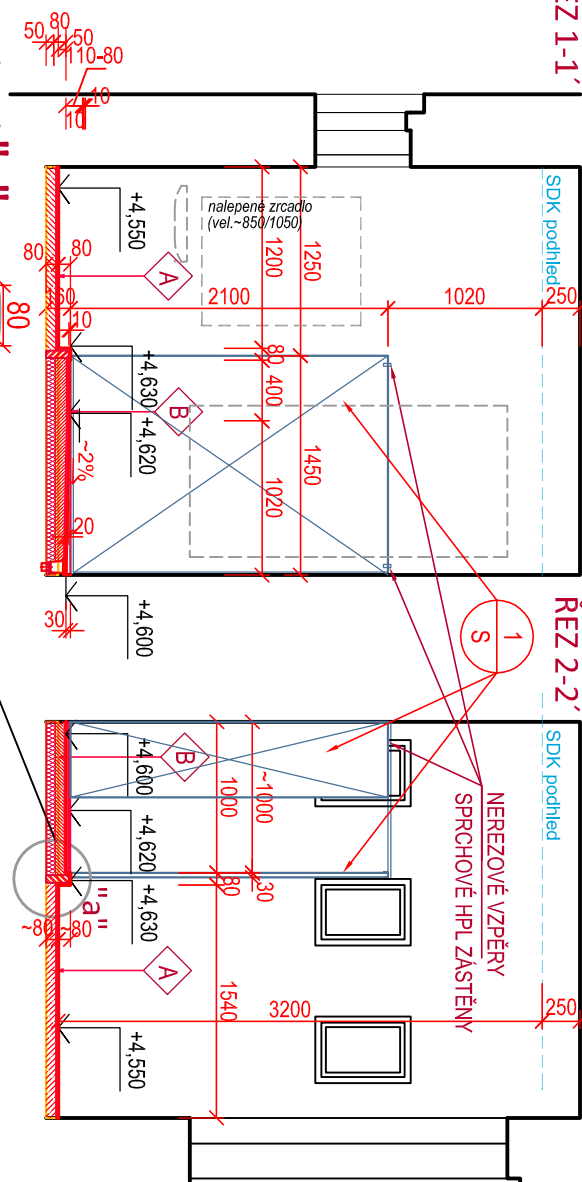 EZ 1-1´
50
80
50
110-80
10
10
SDK podhled
250
1020
2100
160
nalepené zrcadlo
(vel.~850/1050)
+4,550
1200
1250
80
80
A
10
+4,630
+4,620
80
400
B
1450
1020
~2%
20
30
+4,600
80
1
S
ŘEZ 2-2´
SDK podhled
250
3200
NEREZOVÉ VZPĚRY
SPRCHOVÉ HPL ZÁSTĚNY
+4,600
B
1000
~1000
+4,620
80
30
+4,630
"a"
~80
~80
A
1540
+4,550